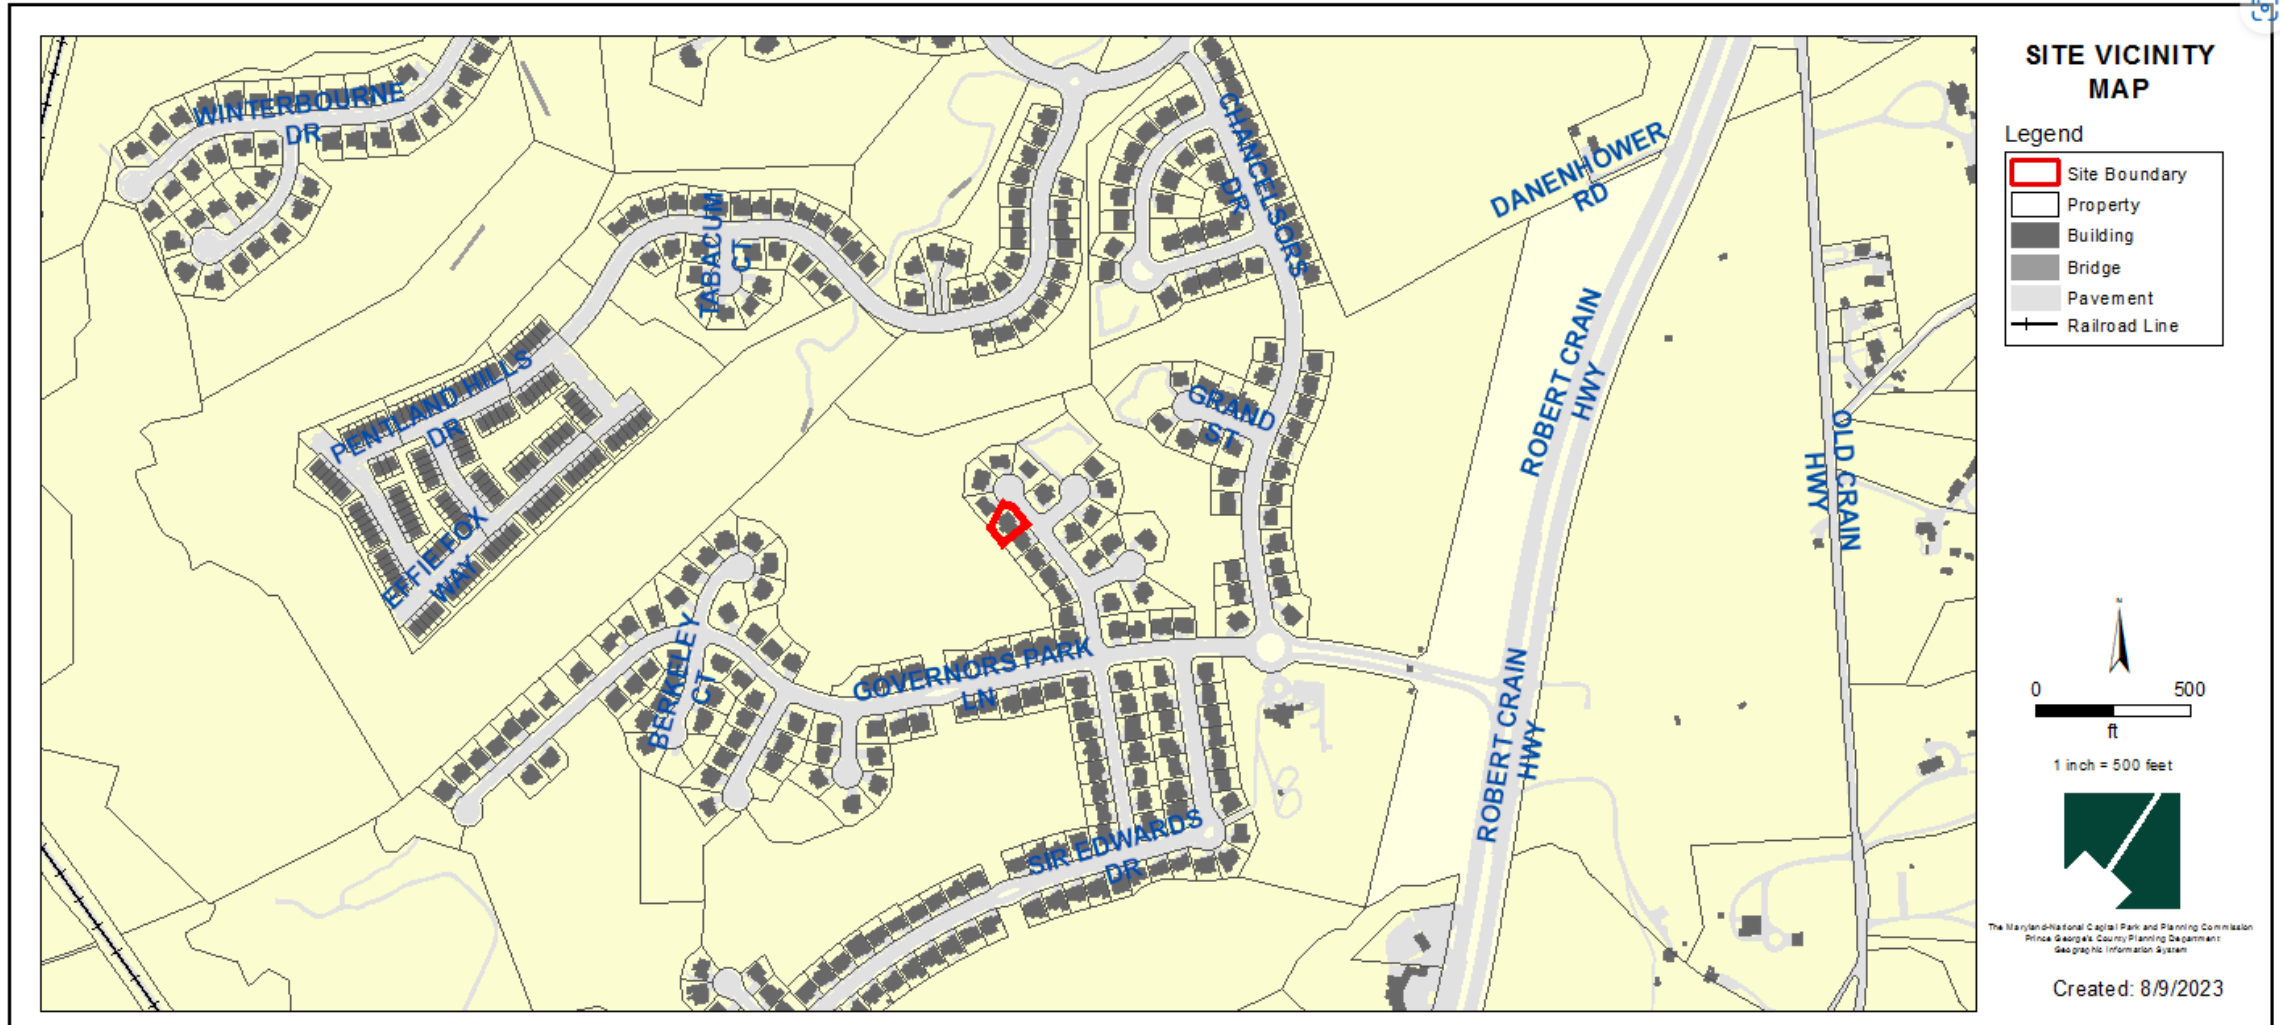 SITE VICINITY
MAP
Legend
Site Boundary
Property
Building
Bridge
Pavement
Railroad Line
WINTERBOURNE
DR
TABACUM
CT
CHANCELSORS
DR
DANENHOWER
RD
ROBERT CRAIN
HWY
OLD CRAIN
HWY
GRAND
ST
PENTLAND HILLS
DR
EFFIE FOX
WAY
BERKELEY
CT
GOVERNORS PARK
LN
ROBERT CRAIN
HWY
SIR EDWARDS
DR
N
0 500
ft
1 inch = 500 feet
The Maryland-National Capital Park and Planning Commission
Prince George's County Planning Department
Geographic Information System
Created: 8/9/2023